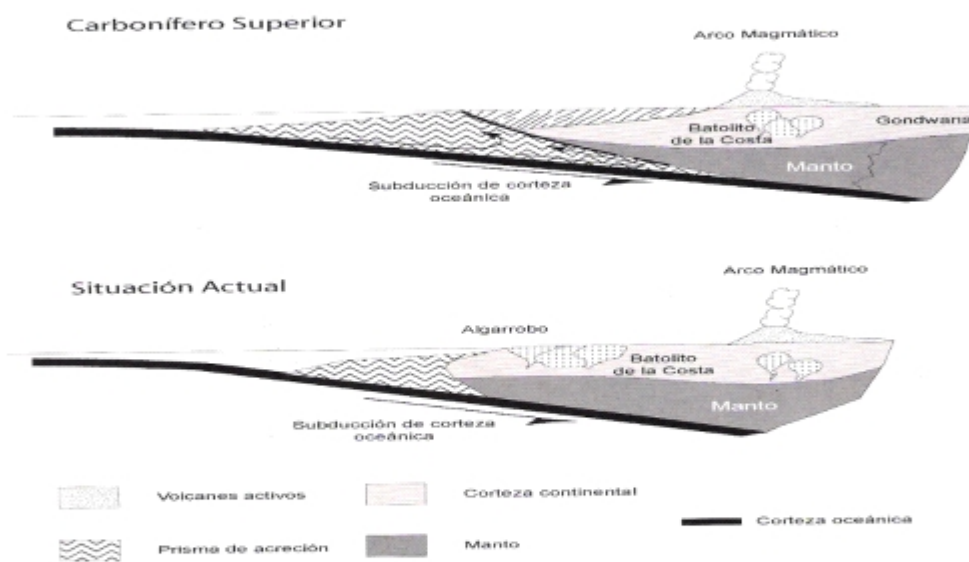 Carbonífero Superior
Arco Magmático
Batolito
de la Costa
Gondwana
Manto
Subducción de corteza
oceánica
Situación Actual
Arco Magmático
Algarrobo
Batolito
de la Costa
Manto
Subducción de corteza
oceánica
Volcanes activos
Corteza continental
Corteza oceánica
Prisma de acreción
Manto